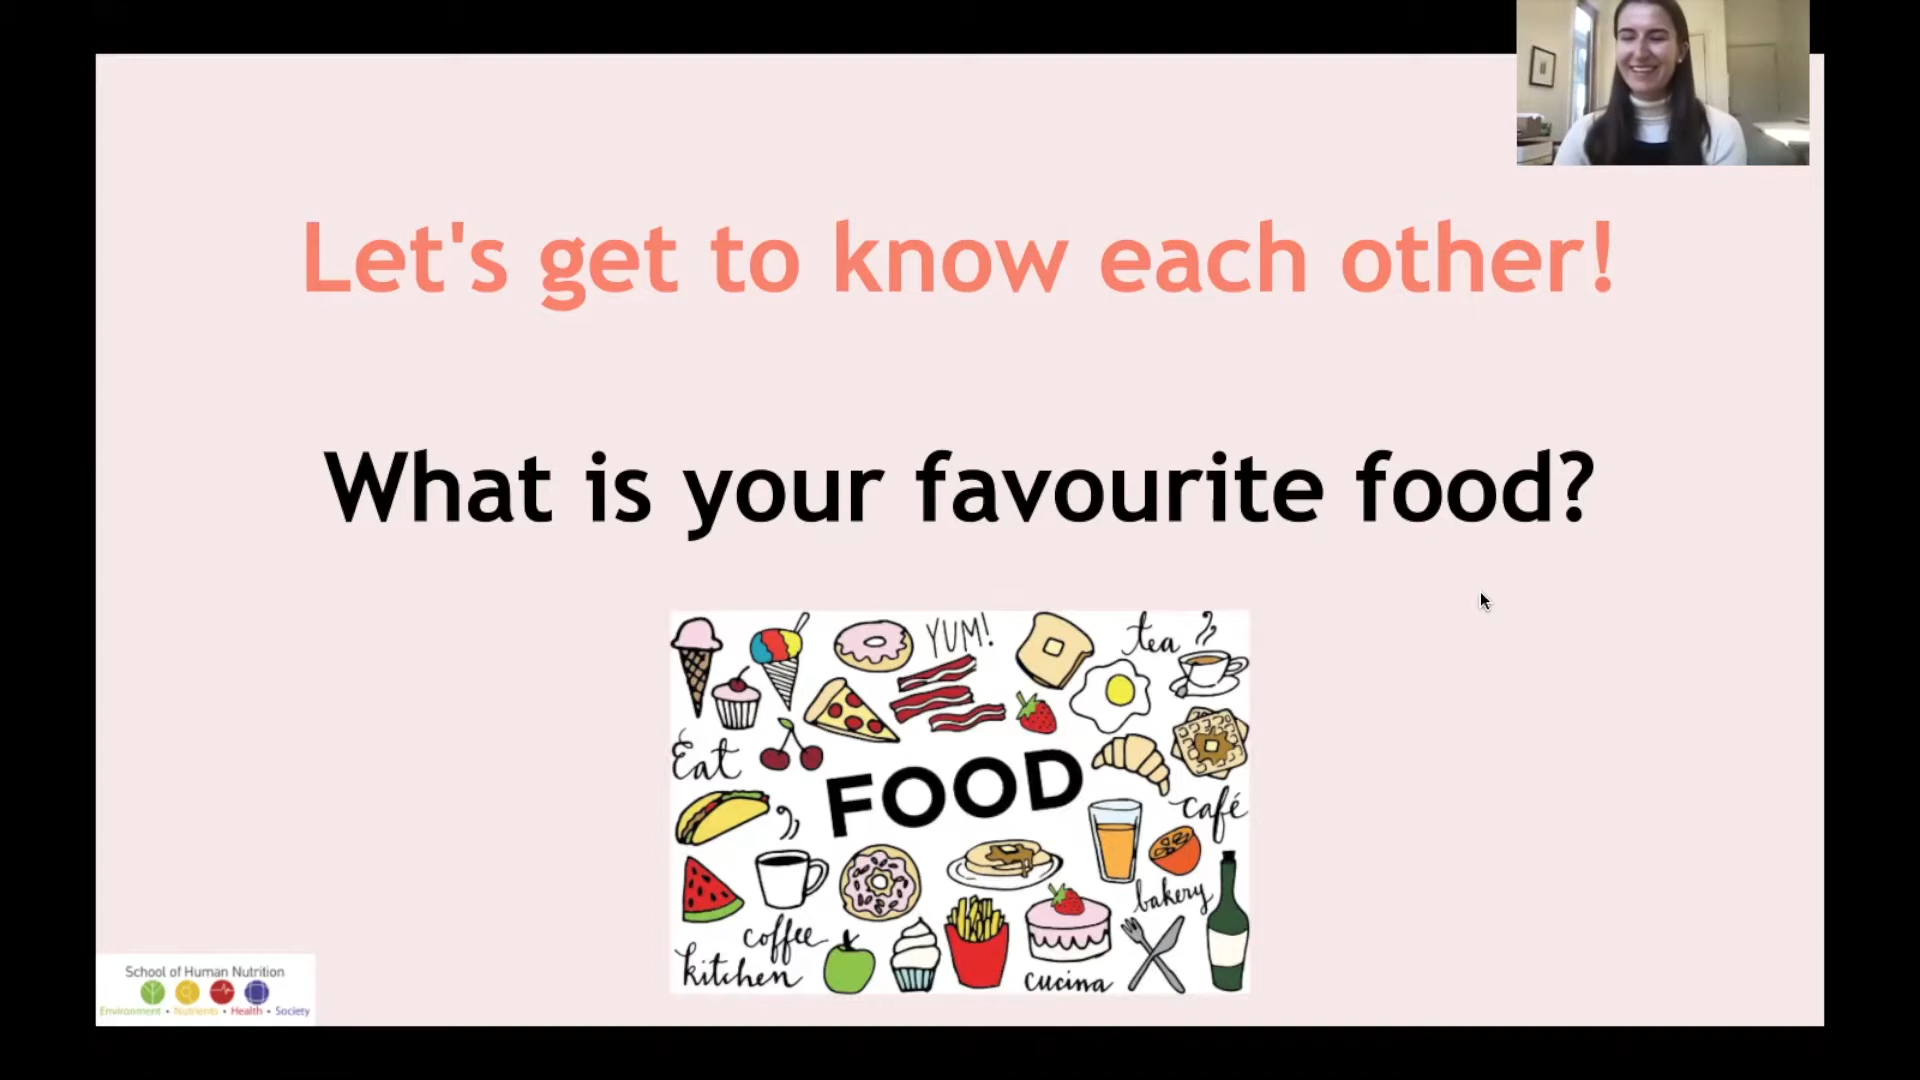 Let's get to know each other!
What is your favourite food?
YUM!
tea
Eat
FOOD
café
bakery
coffee
kitchen
cucina
School of Human Nutrition
Environment • Nutrients • Health • Society